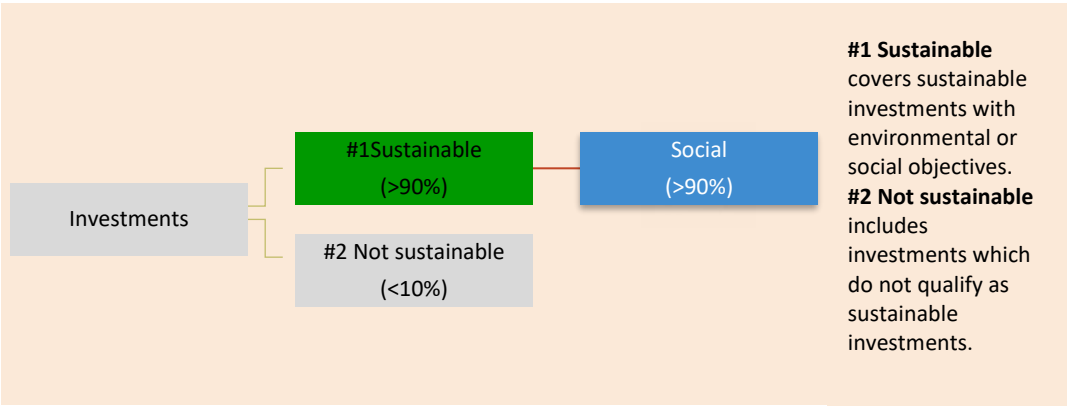 Investments
#1Sustainable
(>90%)
Social
(>90%)
#2 Not sustainable
(<10%)
#1 Sustainable
covers sustainable
investments with
environmental or
social objectives.
#2 Not sustainable
includes
investments which
do not qualify as
sustainable
investments.